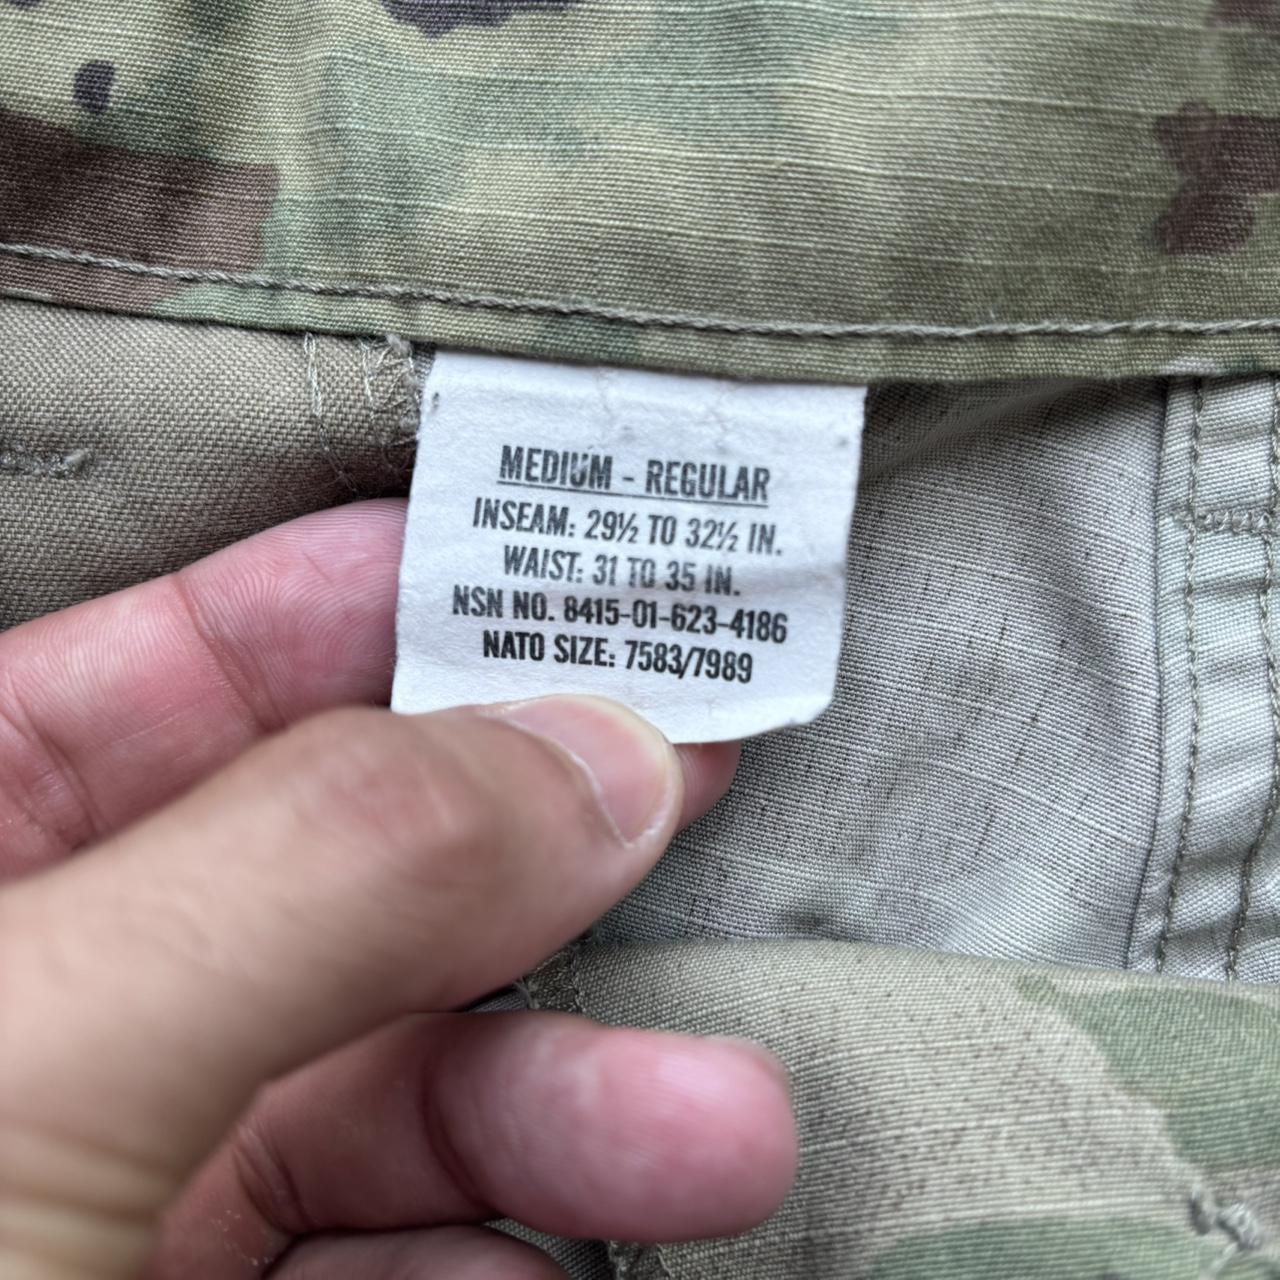 MEDIUM - REGULAR
INSEAM: 29½ TO 32½ IN.
WAIST: 31 TO 35 IN.
NSN NO. 8415-01-623-4186
NATO SIZE: 7583/7989